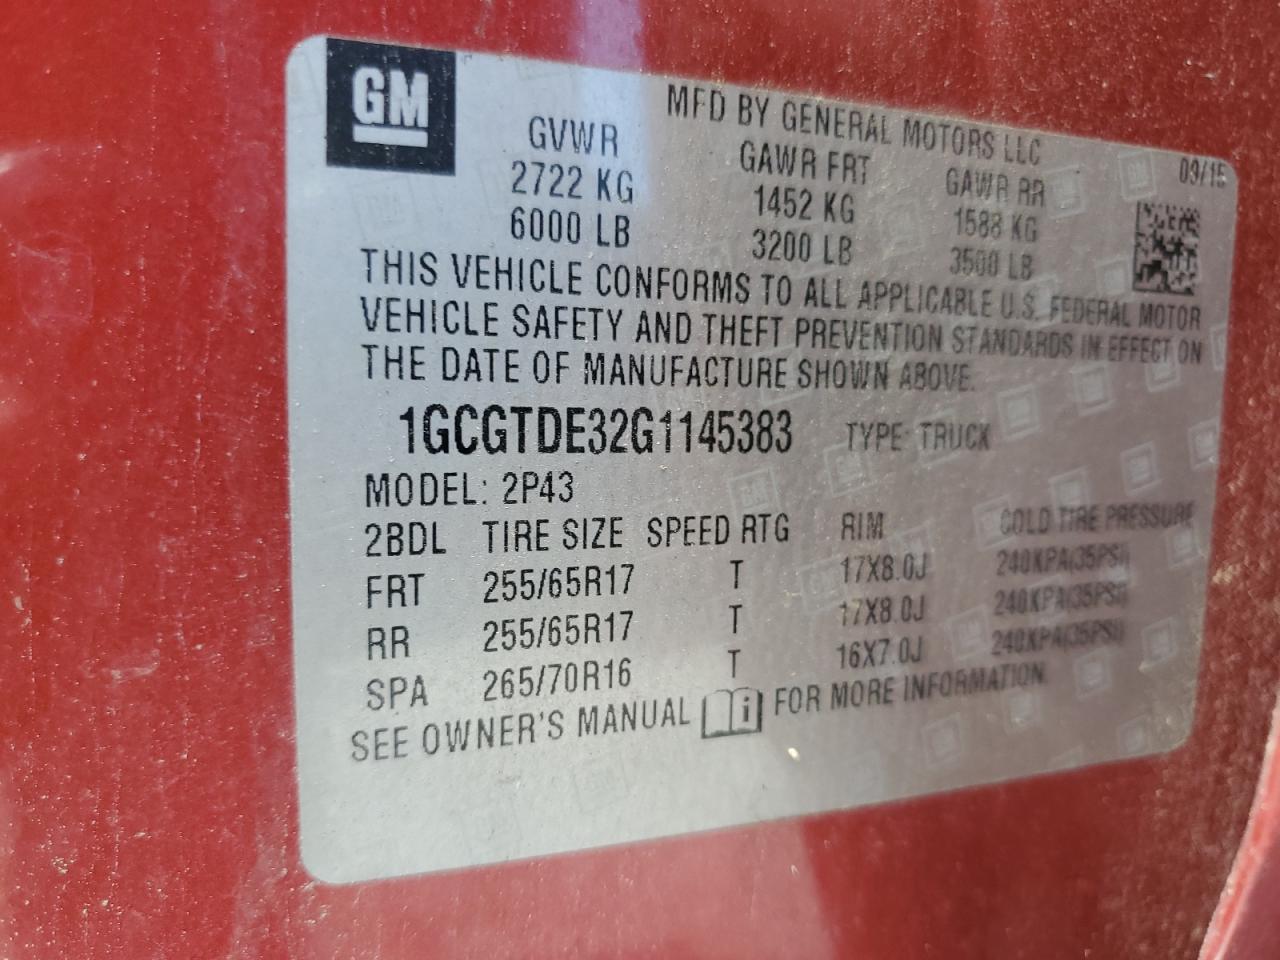 GM
MFD BY GENERAL MOTORS LLC
09/15
GVWR GAWR FRT GAWR RR
2722 KG 1452 KG 1588 KG
6000 LB 3200 LB 3500 LB
THIS VEHICLE CONFORMS TO ALL APPLICABLE U.S. FEDERAL MOTOR
VEHICLE SAFETY AND THEFT PREVENTION STANDARDS IN EFFECT ON
THE DATE OF MANUFACTURE SHOWN ABOVE.
1GCGTDE32G1145383 TYPE: TRUCK
MODEL: 2P43
2BDL TIRE SIZE SPEED RTG RIM COLD TIRE PRESSURE
FRT 255/65R17 T 17X8.0J 240KPA(35PSI)
RR 255/65R17 T 17X8.0J 240KPA(35PSI)
SPA 265/70R16 T 16X7.0J 240KPA(35PSI)
SEE OWNER'S MANUAL i FOR MORE INFORMATION.